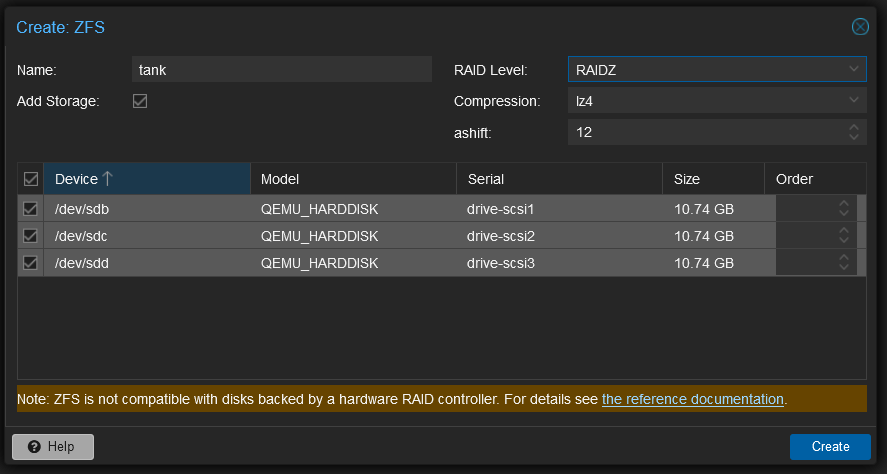 Create: ZFS
Name: tank RAID Level: RAIDZ
Add Storage: Compression: lz4
ashift: 12
Device Model Serial Size Order
/dev/sdb QEMU_HARDDISK drive-scsi1 10.74 GB
/dev/sdc QEMU_HARDDISK drive-scsi2 10.74 GB
/dev/sdd QEMU_HARDDISK drive-scsi3 10.74 GB
Note: ZFS is not compatible with disks backed by a hardware RAID controller. For details see the reference documentation.
Help Create